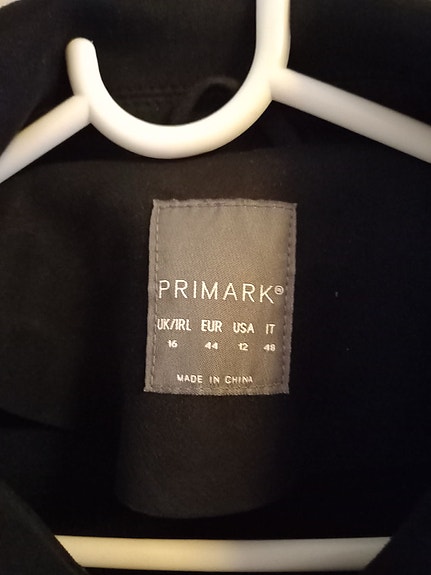 PRIMARK®
UK/IRL EUR USA IT
16 44 12 48
MADE IN CHINA